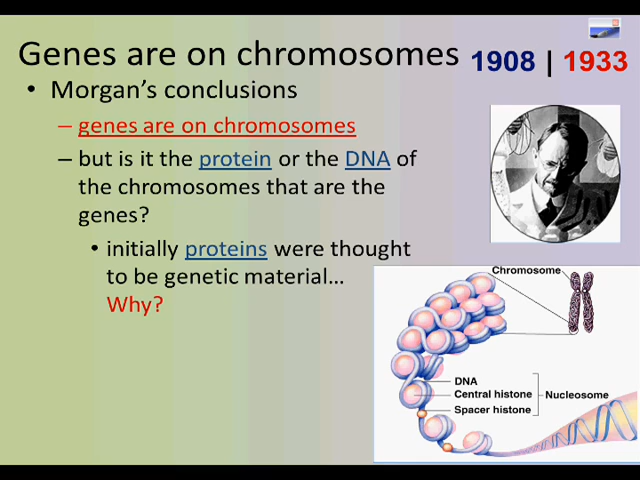 Genes are on chromosomes 1908 | 1933
• Morgan's conclusions
– genes are on chromosomes
– but is it the protein or the DNA of
the chromosomes that are the
genes?
• initially proteins were thought
to be genetic material…
Why?
Chromosome
DNA
Central histone
Nucleosome
Spacer histone